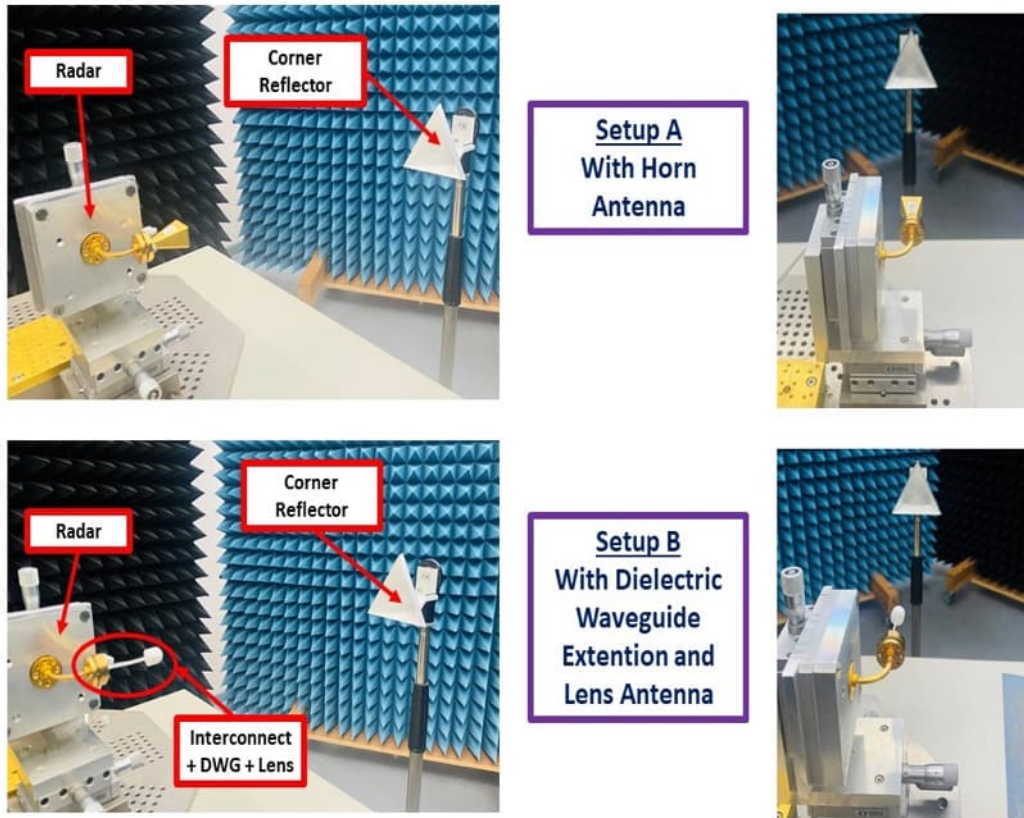 Radar
Corner
Reflector
Setup A
With Horn
Antenna
Radar
Corner
Reflector
Interconnect
+ DWG + Lens
Setup B
With Dielectric
Waveguide
Extention and
Lens Antenna